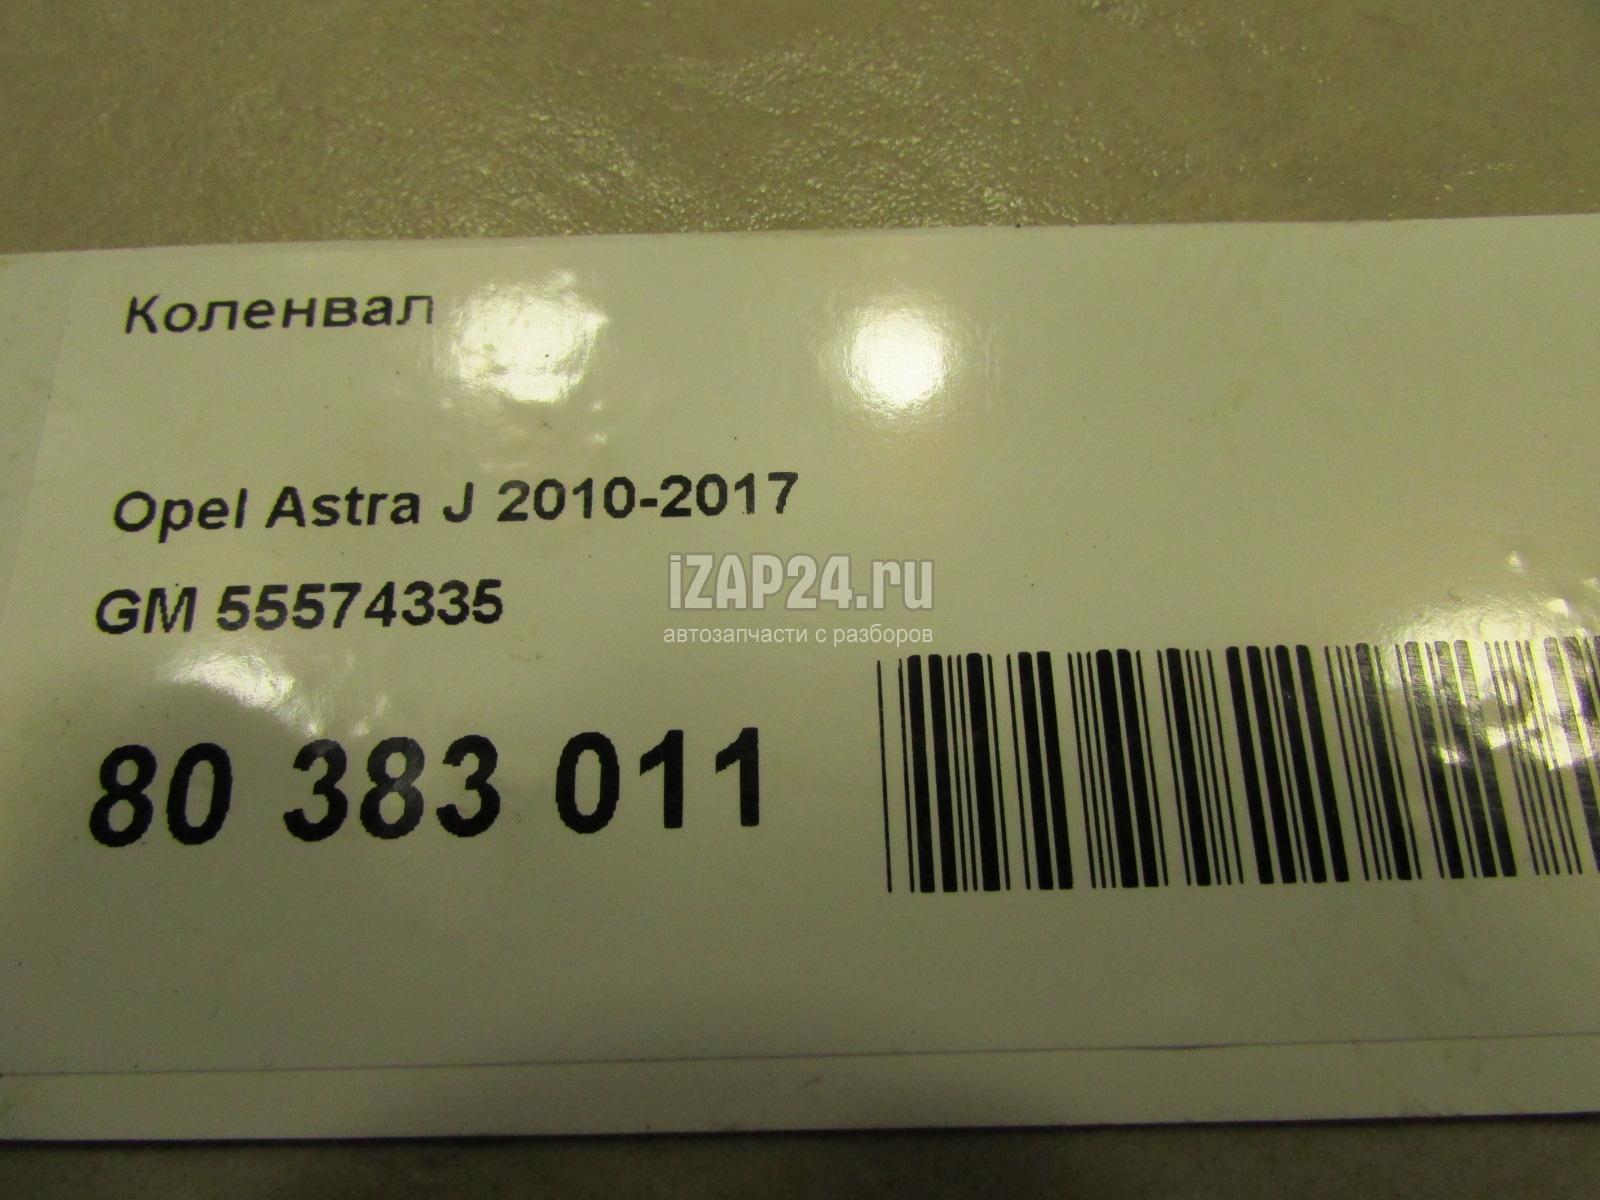 Коленвал
Opel Astra J 2010-2017
GM 55574335
iZAP24.ru
автозапчасти с разборов
80 383 011